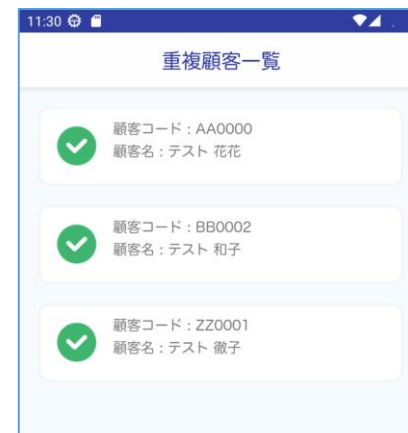 11:30
重複顧客一覧
顧客コード：AA0000
顧客名：テスト 花花
顧客コード：BB0002
顧客名：テスト 和子
顧客コード：ZZ0001
顧客名：テスト 徹子